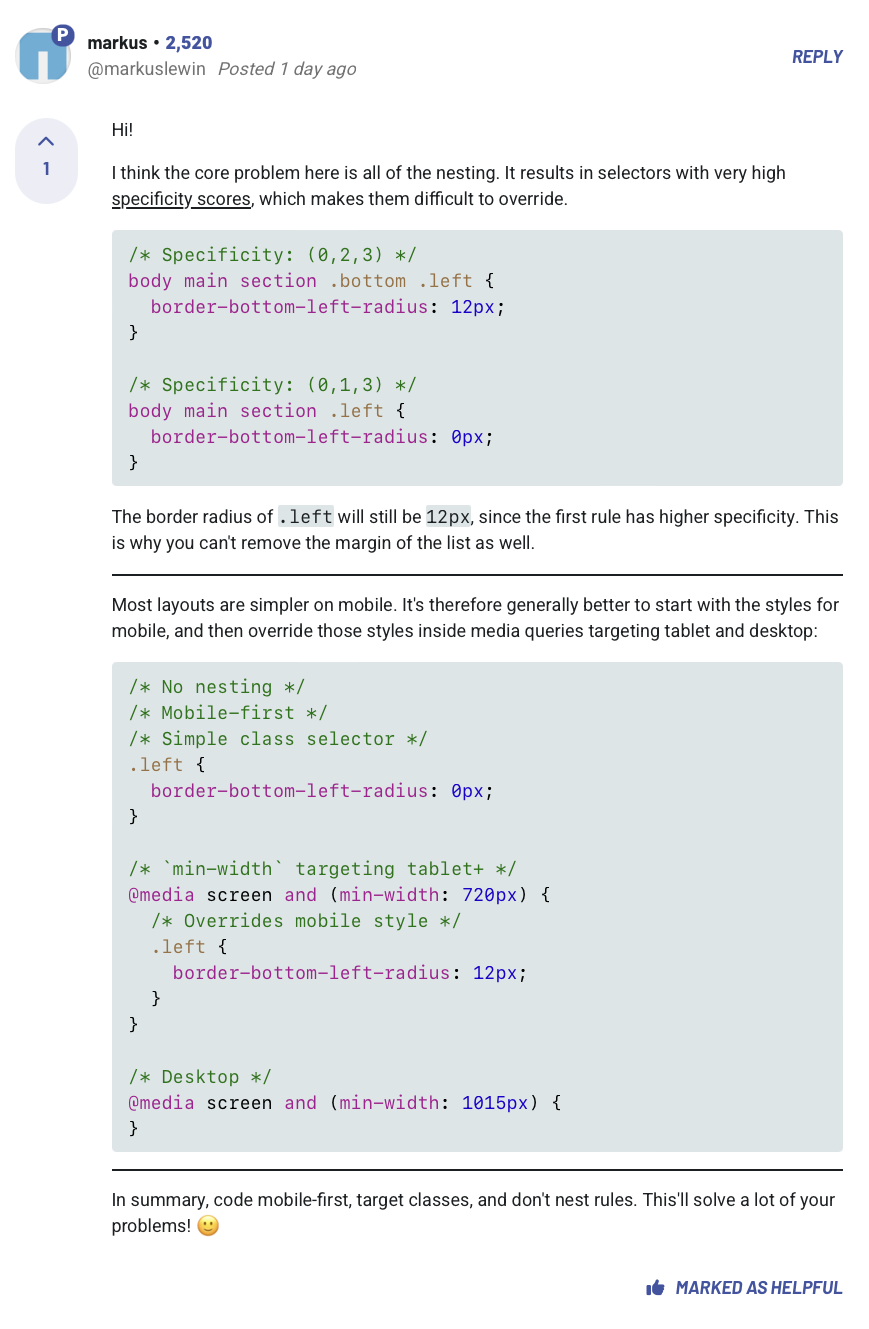 P
markus • 2,520
@markuslewin Posted 1 day ago
REPLY
1
Hi!
I think the core problem here is all of the nesting. It results in selectors with very high
specificity scores, which makes them difficult to override.
/* Specificity: (0,2,3) */
body main section .bottom .left {
  border-bottom-left-radius: 12px;
}

/* Specificity: (0,1,3) */
body main section .left {
  border-bottom-left-radius: 0px;
}
The border radius of .left will still be 12px, since the first rule has higher specificity. This
is why you can't remove the margin of the list as well.
Most layouts are simpler on mobile. It's therefore generally better to start with the styles for
mobile, and then override those styles inside media queries targeting tablet and desktop:
/* No nesting */
/* Mobile-first */
/* Simple class selector */
.left {
  border-bottom-left-radius: 0px;
}

/* `min-width` targeting tablet+ */
@media screen and (min-width: 720px) {
  /* Overrides mobile style */
  .left {
    border-bottom-left-radius: 12px;
  }
}

/* Desktop */
@media screen and (min-width: 1015px) {
}
In summary, code mobile-first, target classes, and don't nest rules. This'll solve a lot of your
problems! 🙂
MARKED AS HELPFUL